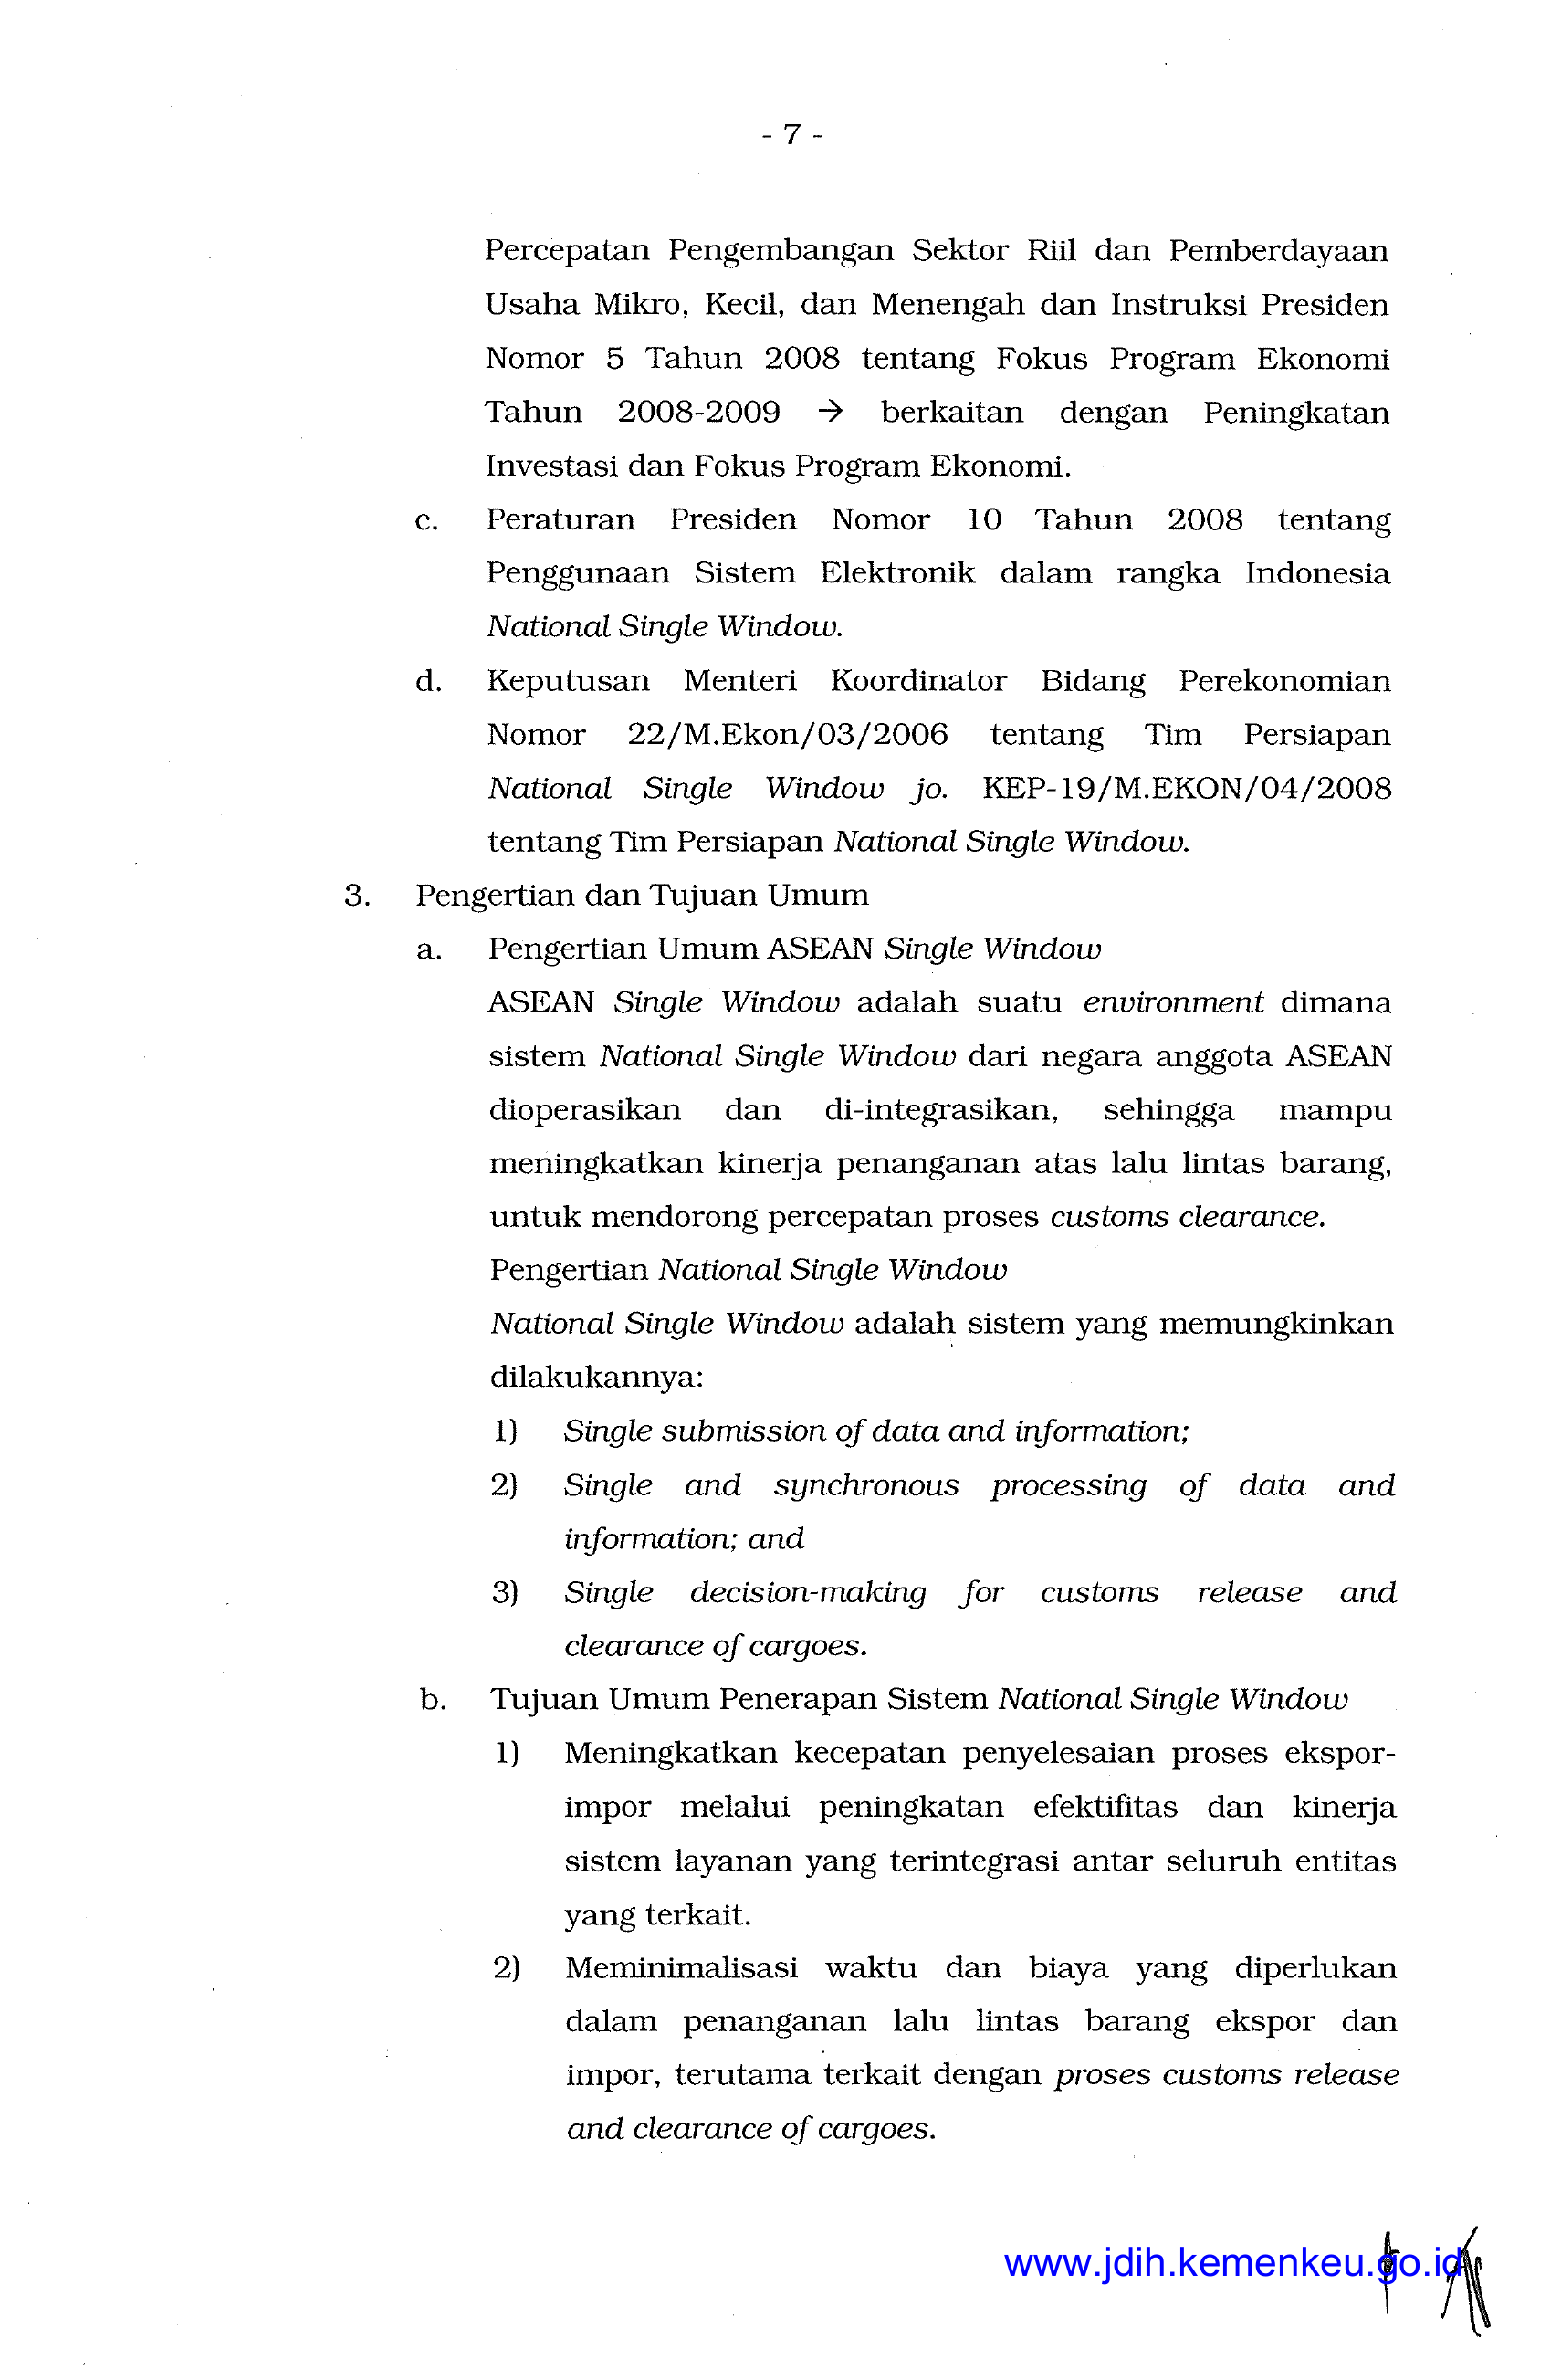 - 7 -
Percepatan Pengembangan Sektor Riil dan Pemberdayaan
Usaha Mikro, Kecil, dan Menengah dan Instruksi Presiden
Nomor 5 Tahun 2008 tentang Fokus Program Ekonomi
Tahun 2008-2009 → berkaitan dengan Peningkatan
Investasi dan Fokus Program Ekonomi.
c. Peraturan Presiden Nomor 10 Tahun 2008 tentang
Penggunaan Sistem Elektronik dalam rangka Indonesia
National Single Window.
d. Keputusan Menteri Koordinator Bidang Perekonomian
Nomor 22/M.Ekon/03/2006 tentang Tim Persiapan
National Single Window jo. KEP-19/M.EKON/04/2008
tentang Tim Persiapan National Single Window.
3. Pengertian dan Tujuan Umum
a. Pengertian Umum ASEAN Single Window
ASEAN Single Window adalah suatu environment dimana
sistem National Single Window dari negara anggota ASEAN
dioperasikan dan di-integrasikan, sehingga mampu
meningkatkan kinerja penanganan atas lalu lintas barang,
untuk mendorong percepatan proses customs clearance.
Pengertian National Single Window
National Single Window adalah sistem yang memungkinkan
dilakukannya:
1) Single submission of data and information;
2) Single and synchronous processing of data and
information; and
3) Single decision-making for customs release and
clearance of cargoes.
b. Tujuan Umum Penerapan Sistem National Single Window
1) Meningkatkan kecepatan penyelesaian proses ekspor-
impor melalui peningkatan efektifitas dan kinerja
sistem layanan yang terintegrasi antar seluruh entitas
yang terkait.
2) Meminimalisasi waktu dan biaya yang diperlukan
dalam penanganan lalu lintas barang ekspor dan
impor, terutama terkait dengan proses customs release
and clearance of cargoes.
www.jdih.kemenkeu.go.id